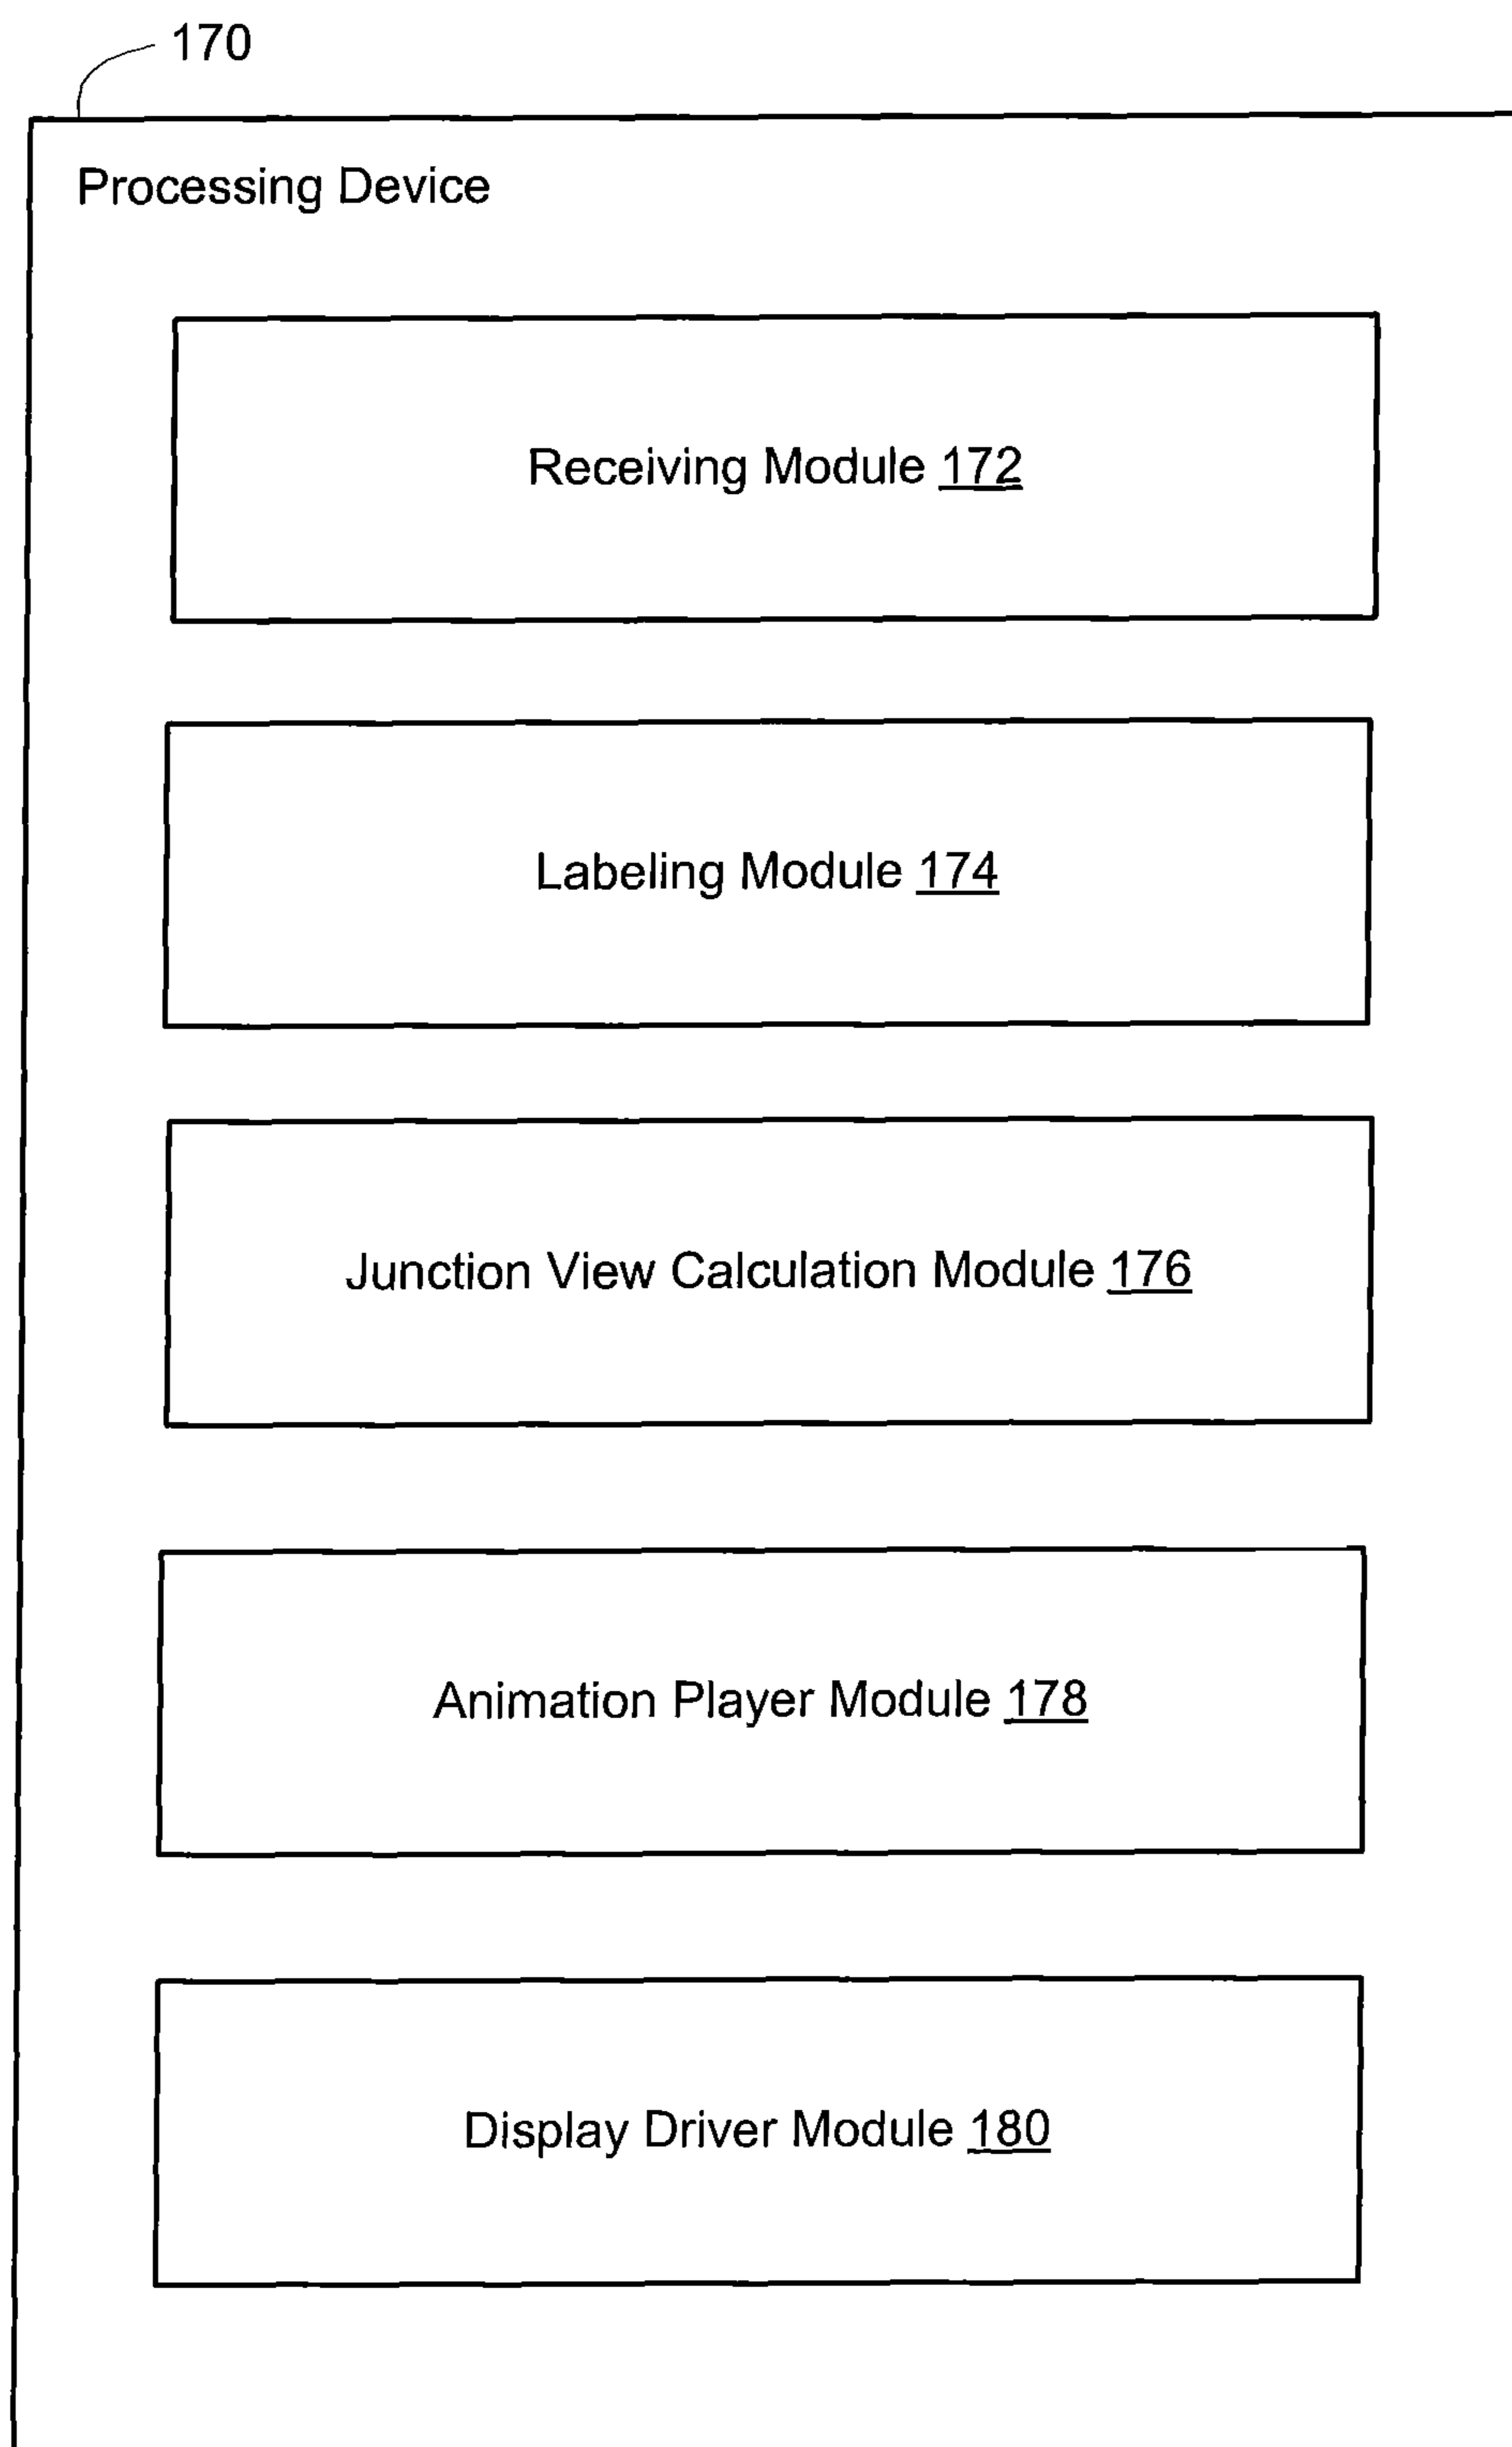 170
Processing Device
Receiving Module 172
Labeling Module 174
Junction View Calculation Module 176
Animation Player Module 178
Display Driver Module 180